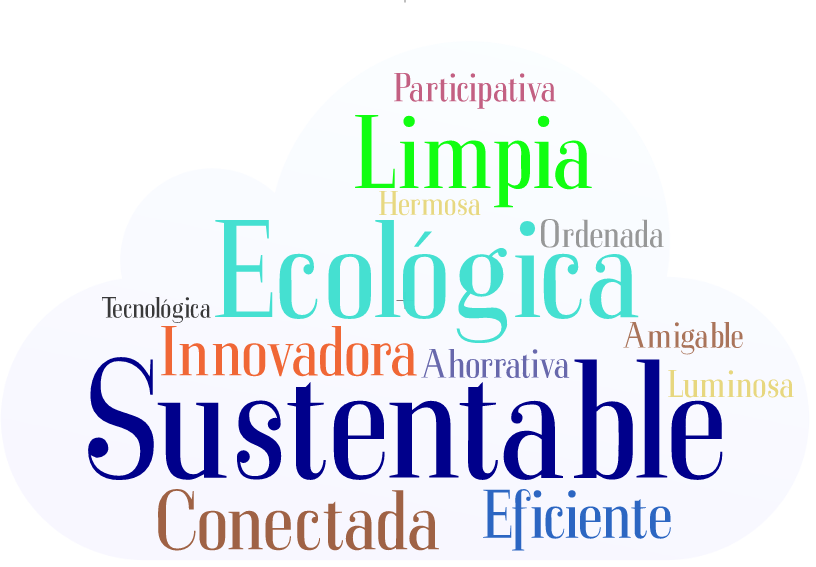 Participativa
Limpia
Hermosa
Ordenada
Ecológica
Tecnológica
Innovadora
Amigable
Ahorrativa
Luminosa
Sustentable
Conectada
Eficiente